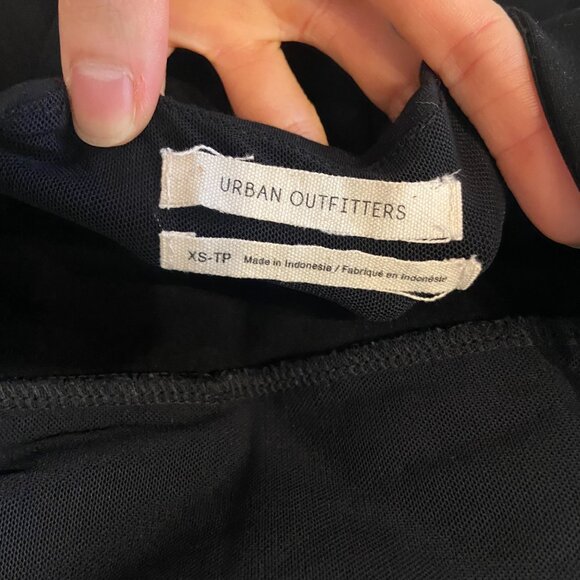 URBAN OUTFITTERS
XS-TP Made in Indonesia / Fabriqué en Indonésie